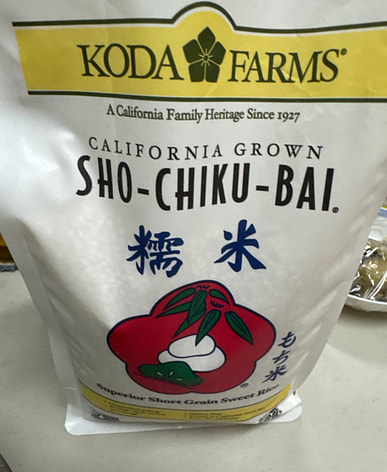 KODA FARMS®
A California Family Heritage Since 1927
CALIFORNIA GROWN
SHO-CHIKU-BAI®
糯米
もち米
®
Superior Short Grain Sweet Rice